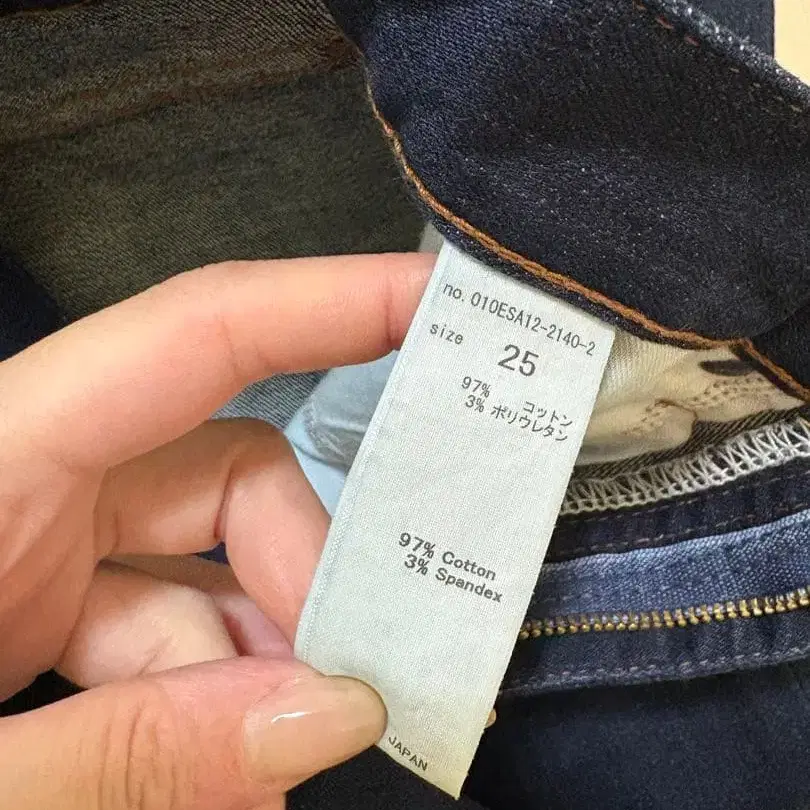 no. 010ESA12-2140-2
size 25
97% コットン
3% ポリウレタン
97% Cotton
3% Spandex
JAPAN